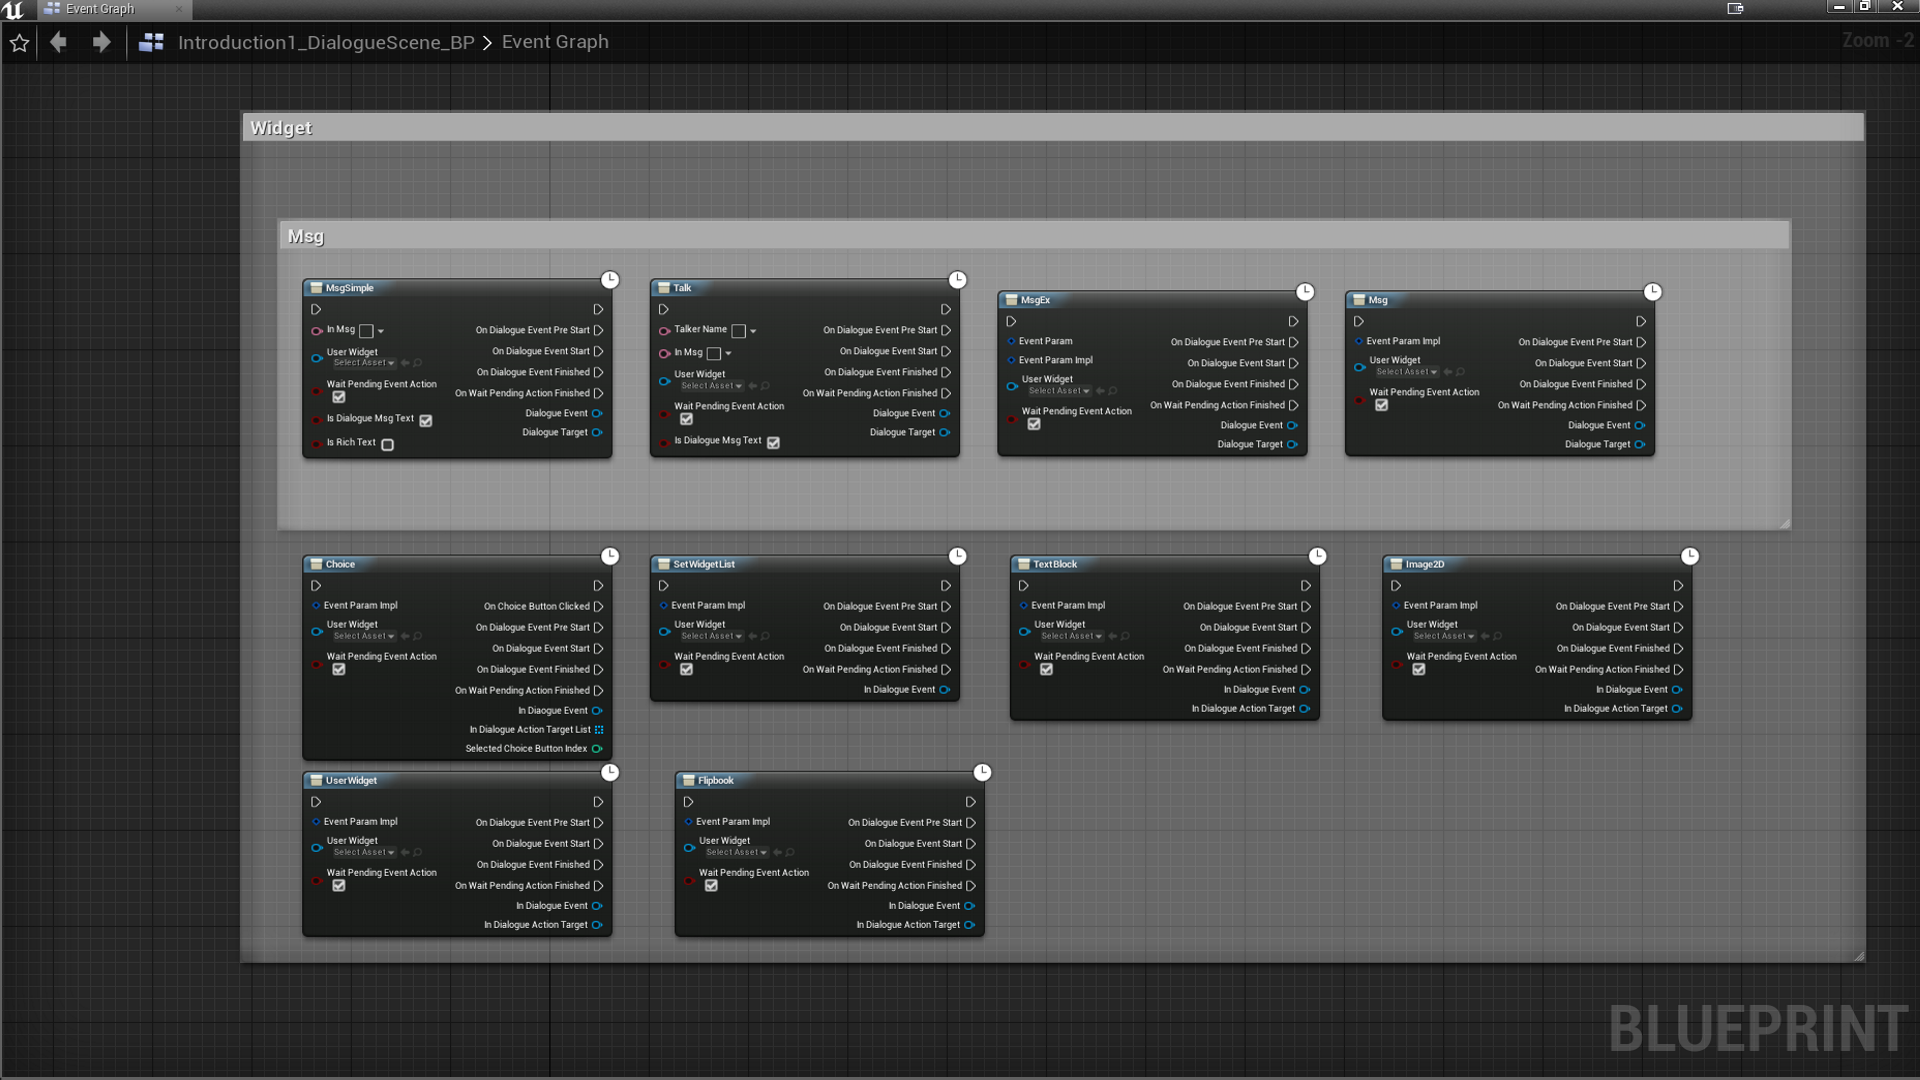 Event Graph
Introduction1_DialogueScene_BP > Event Graph
Zoom -2
Widget
Msg
MsgSimple
In Msg
User Widget
Select Asset
Wait Pending Event Action
Is Dialogue Msg Text
Is Rich Text
On Dialogue Event Pre Start
On Dialogue Event Start
On Dialogue Event Finished
On Wait Pending Action Finished
Dialogue Event
Dialogue Target
Talk
Talker Name
In Msg
User Widget
Select Asset
Wait Pending Event Action
Is Dialogue Msg Text
On Dialogue Event Pre Start
On Dialogue Event Start
On Dialogue Event Finished
On Wait Pending Action Finished
Dialogue Event
Dialogue Target
MsgEx
Event Param
Event Param Impl
User Widget
Select Asset
Wait Pending Event Action
On Dialogue Event Pre Start
On Dialogue Event Start
On Dialogue Event Finished
On Wait Pending Action Finished
Dialogue Event
Dialogue Target
Msg
Event Param Impl
User Widget
Select Asset
Wait Pending Event Action
On Dialogue Event Pre Start
On Dialogue Event Start
On Dialogue Event Finished
On Wait Pending Action Finished
Dialogue Event
Dialogue Target
Choice
Event Param Impl
User Widget
Select Asset
Wait Pending Event Action
On Choice Button Clicked
On Dialogue Event Pre Start
On Dialogue Event Start
On Dialogue Event Finished
On Wait Pending Action Finished
In Diaogue Event
In Dialogue Action Target List
Selected Choice Button Index
SetWidgetList
Event Param Impl
User Widget
Select Asset
Wait Pending Event Action
On Dialogue Event Pre Start
On Dialogue Event Start
On Dialogue Event Finished
On Wait Pending Action Finished
In Dialogue Event
TextBlock
Event Param Impl
User Widget
Select Asset
Wait Pending Event Action
On Dialogue Event Pre Start
On Dialogue Event Start
On Dialogue Event Finished
On Wait Pending Action Finished
In Dialogue Event
In Dialogue Action Target
Image2D
Event Param Impl
User Widget
Select Asset
Wait Pending Event Action
On Dialogue Event Pre Start
On Dialogue Event Start
On Dialogue Event Finished
On Wait Pending Action Finished
In Dialogue Event
In Dialogue Action Target
UserWidget
Event Param Impl
User Widget
Select Asset
Wait Pending Event Action
On Dialogue Event Pre Start
On Dialogue Event Start
On Dialogue Event Finished
On Wait Pending Action Finished
In Dialogue Event
In Dialogue Action Target
Flipbook
Event Param Impl
User Widget
Select Asset
Wait Pending Event Action
On Dialogue Event Pre Start
On Dialogue Event Start
On Dialogue Event Finished
On Wait Pending Action Finished
In Dialogue Event
In Dialogue Action Target
BLUEPRINT